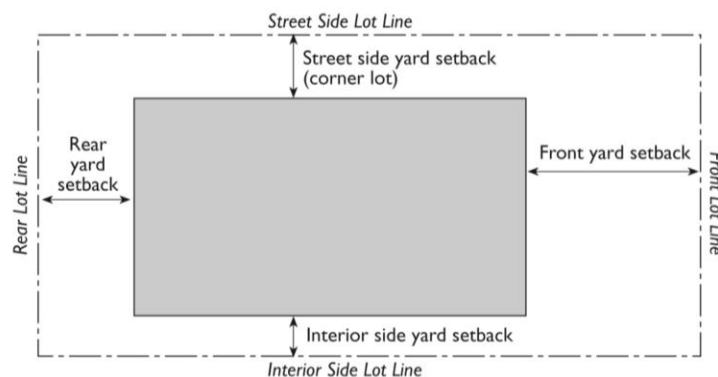 Street Side Lot Line
Street side yard setback
(corner lot)
Rear
yard
setback
Rear Lot Line
Front yard setback
Front Lot Line
Interior side yard setback
Interior Side Lot Line